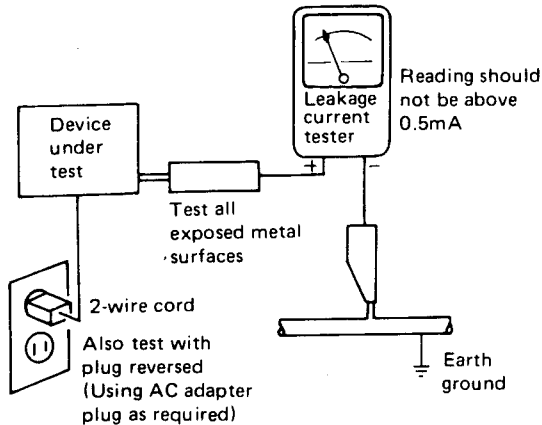 Leakage
current
tester
+
-
Reading should
not be above
0.5mA
Device
under
test
Test all
exposed metal
surfaces
2-wire cord
Also test with
plug reversed
(Using AC adapter
plug as required)
Earth
ground